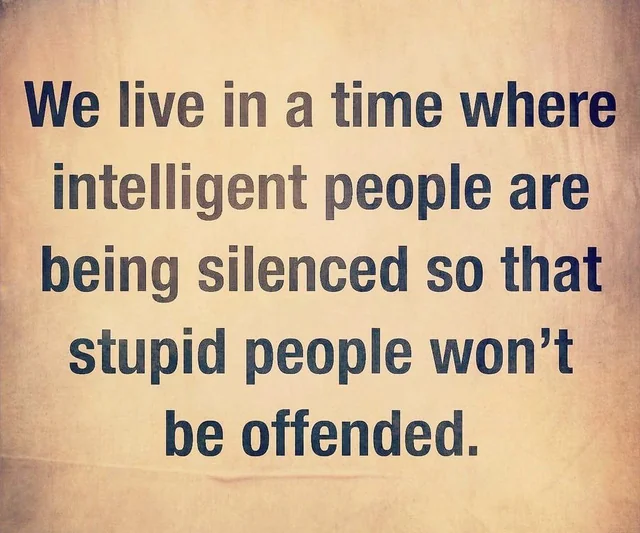 We live in a time where
intelligent people are
being silenced so that
stupid people won’t
be offended.